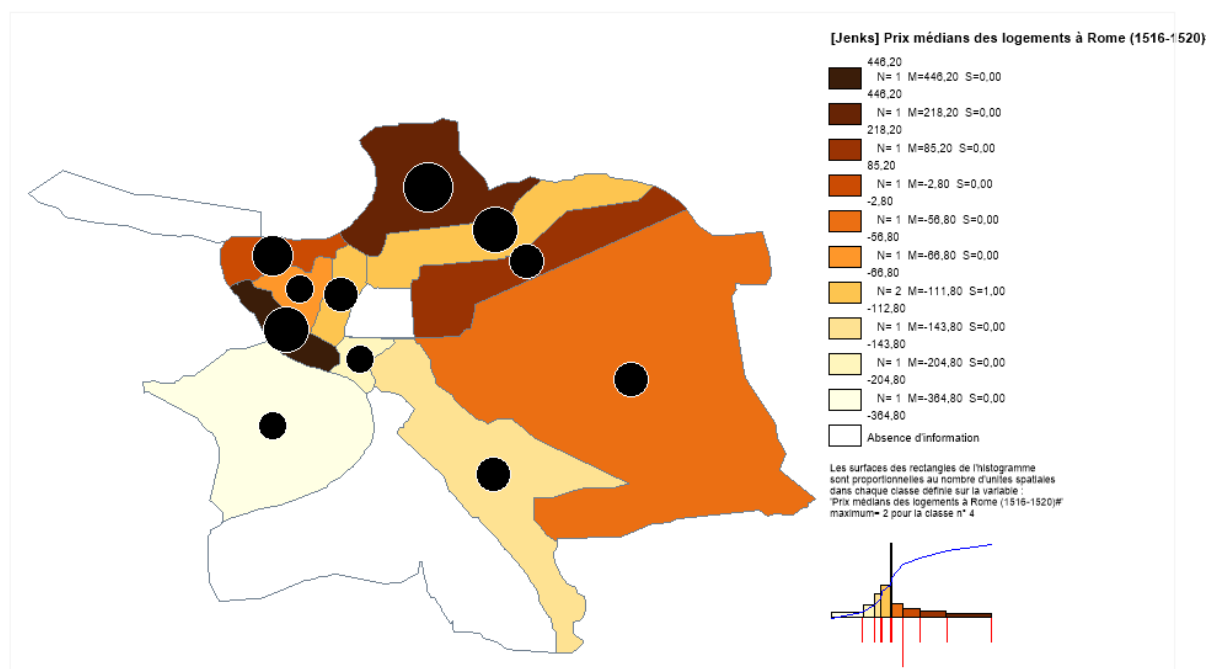 [Jenks] Prix médians des logements à Rome (1516-1520)#
446,20
N= 1 M=446,20 S=0,00
446,20
N= 1 M=218,20 S=0,00
218,20
N= 1 M=85,20 S=0,00
85,20
N= 1 M=-2,80 S=0,00
-2,80
N= 1 M=-56,80 S=0,00
-56,80
N= 1 M=-66,80 S=0,00
-66,80
N= 2 M=-111,80 S=1,00
-112,80
N= 1 M=-143,80 S=0,00
-143,80
N= 1 M=-204,80 S=0,00
-204,80
N= 1 M=-364,80 S=0,00
-364,80
Absence d'information
Les surfaces des rectangles de l'histogramme
sont proportionnelles au nombre d'unites spatiales
dans chaque classe définie sur la variable :
'Prix médians des logements à Rome (1516-1520)#'
maximum= 2 pour la classe n° 4